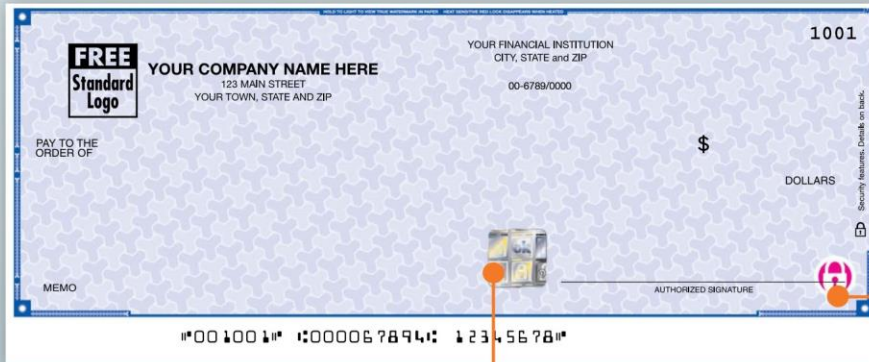 HOLD TO LIGHT TO VIEW TRUE WATERMARK IN PAPER HEAT SENSITIVE RED LOCK DISAPPEARS WHEN HEATED
1001
FREE
Standard
Logo
YOUR COMPANY NAME HERE
123 MAIN STREET
YOUR TOWN, STATE AND ZIP
YOUR FINANCIAL INSTITUTION
CITY, STATE and ZIP
00-6789/0000
PAY TO THE
ORDER OF
$
DOLLARS
Security features. Details on back.
MEMO
AUTHORIZED SIGNATURE
⑈001001⑈ ⑆000067894⑆ 12345678⑈